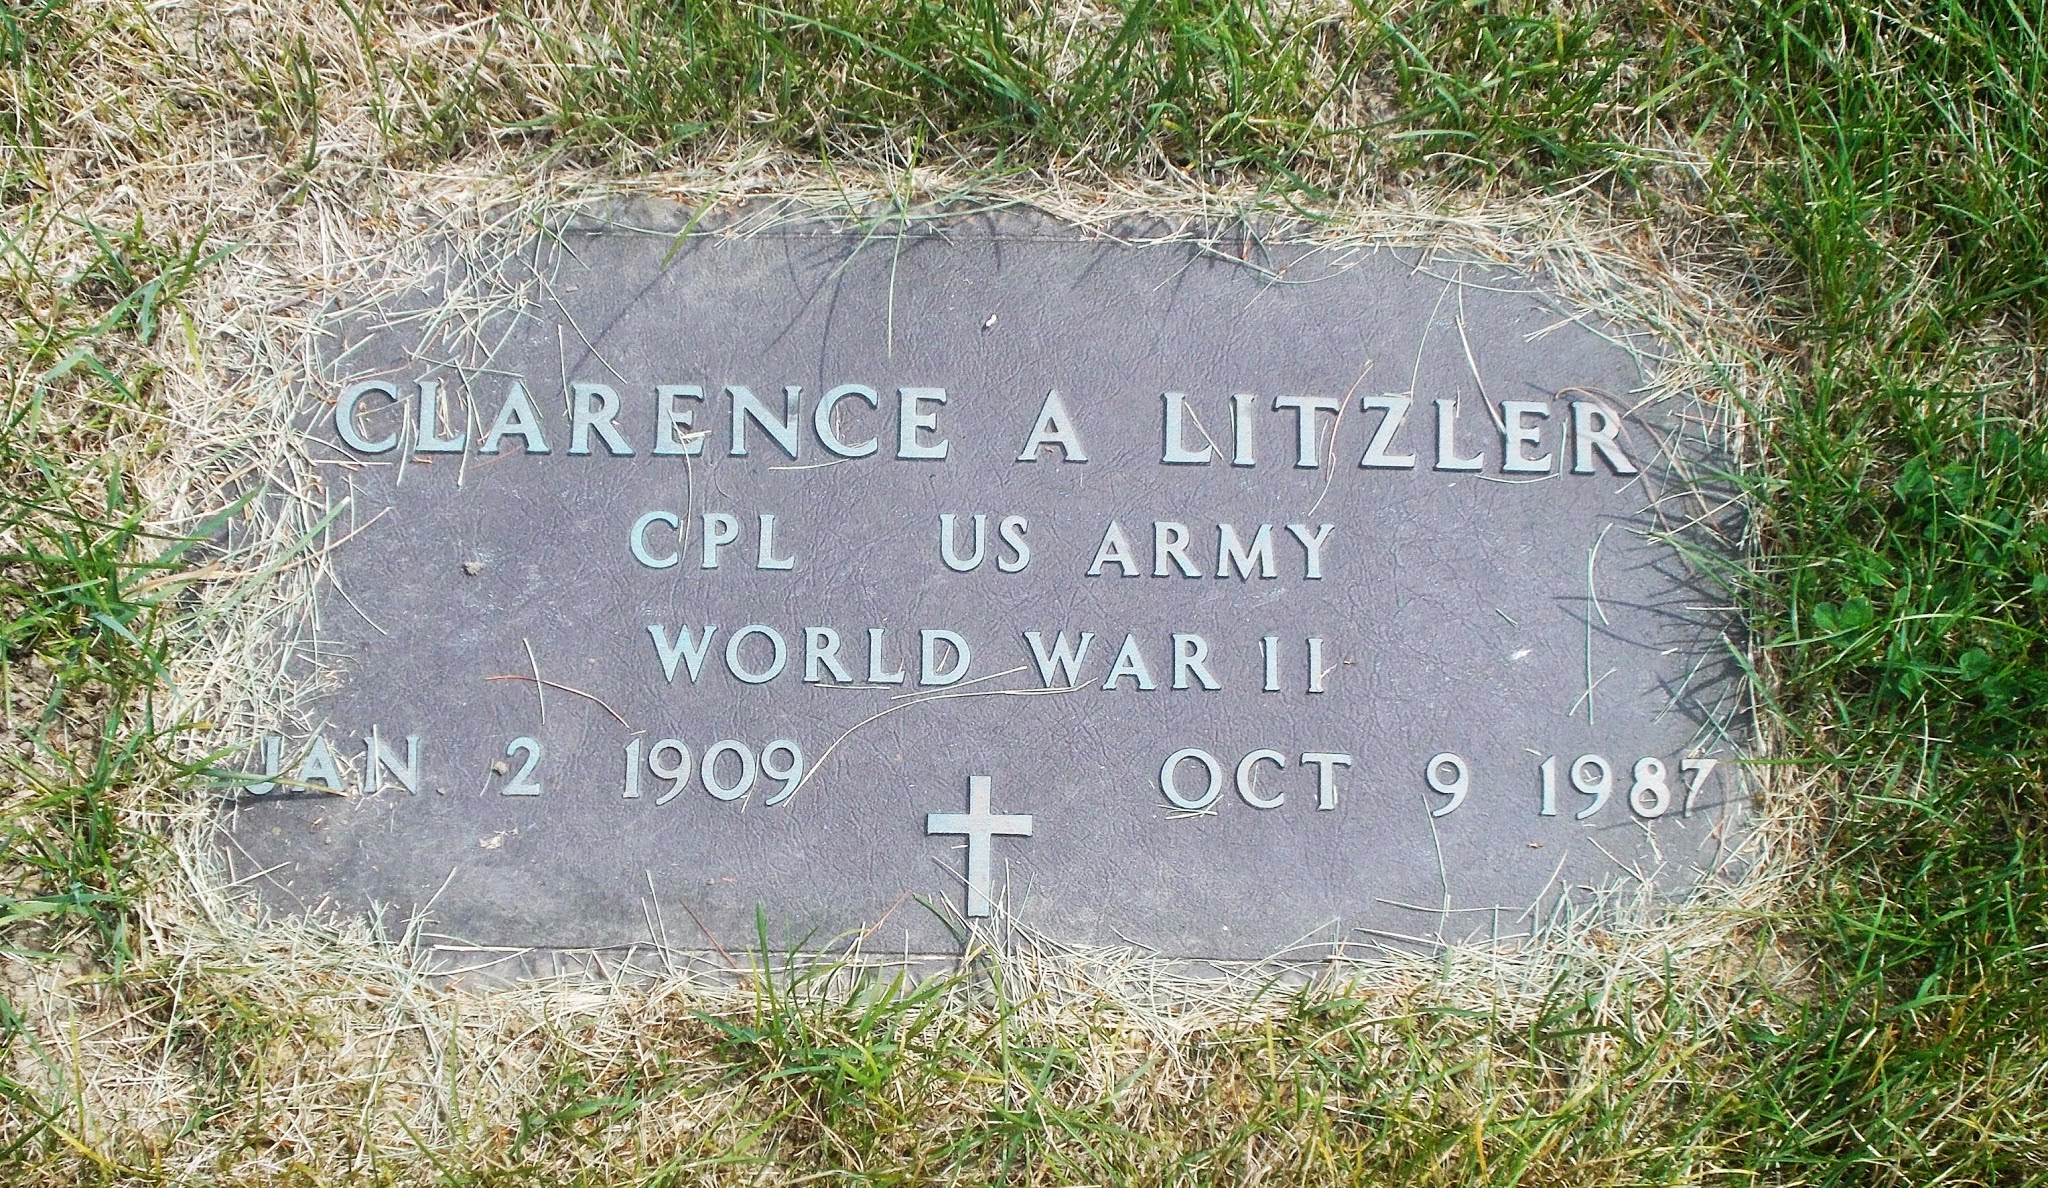 CLARENCE A LITZLER
CPL US ARMY
WORLD WAR II
JAN 2 1909 OCT 9 1987